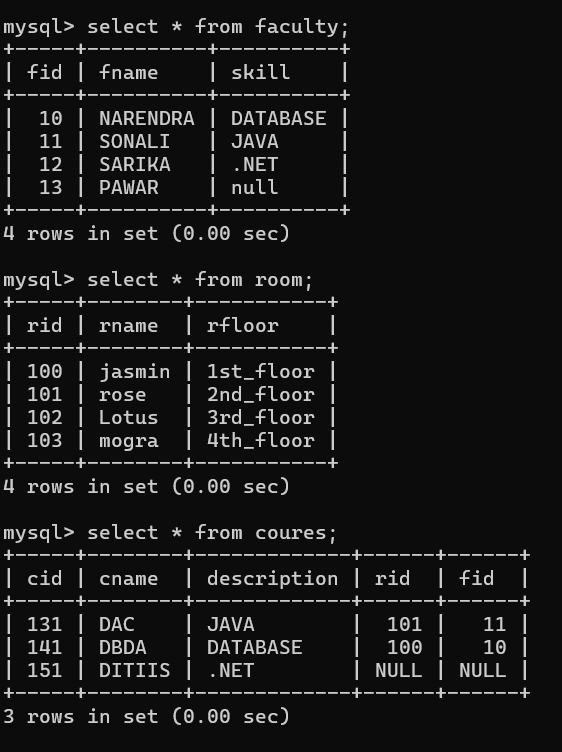 mysql> select * from faculty;
+-----+----------+----------+
| fid | fname    | skill    |
+-----+----------+----------+
|  10 | NARENDRA | DATABASE |
|  11 | SONALI   | JAVA     |
|  12 | SARIKA   | .NET     |
|  13 | PAWAR    | null     |
+-----+----------+----------+
4 rows in set (0.00 sec)

mysql> select * from room;
+-----+--------+-----------+
| rid | rname  | rfloor    |
+-----+--------+-----------+
| 100 | jasmin | 1st_floor |
| 101 | rose   | 2nd_floor |
| 102 | Lotus  | 3rd_floor |
| 103 | mogra  | 4th_floor |
+-----+--------+-----------+
4 rows in set (0.00 sec)

mysql> select * from coures;
+-----+--------+-------------+------+------+
| cid | cname  | description | rid  | fid  |
+-----+--------+-------------+------+------+
| 131 | DAC    | JAVA        |  101 |   11 |
| 141 | DBDA   | DATABASE    |  100 |   10 |
| 151 | DITIIS | .NET        | NULL | NULL |
+-----+--------+-------------+------+------+
3 rows in set (0.00 sec)